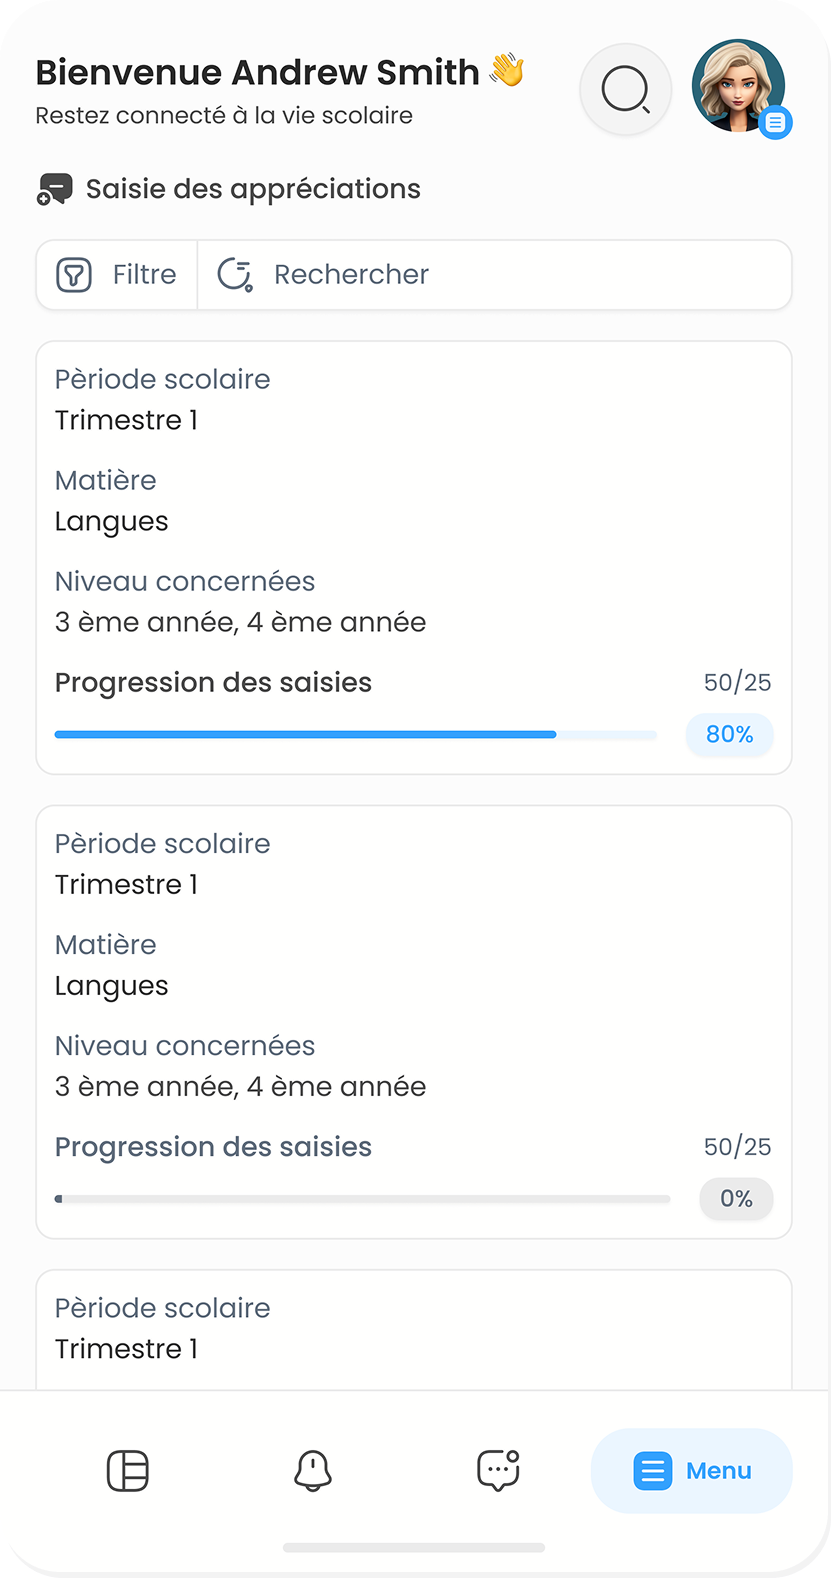 Bienvenue Andrew Smith 👋
Restez connecté à la vie scolaire
Saisie des appréciations
Filtre
Rechercher
Pèriode scolaire
Trimestre 1
Matière
Langues
Niveau concernées
3 ème année, 4 ème année
Progression des saisies
50/25
80%
Pèriode scolaire
Trimestre 1
Matière
Langues
Niveau concernées
3 ème année, 4 ème année
Progression des saisies
50/25
0%
Pèriode scolaire
Trimestre 1
Menu